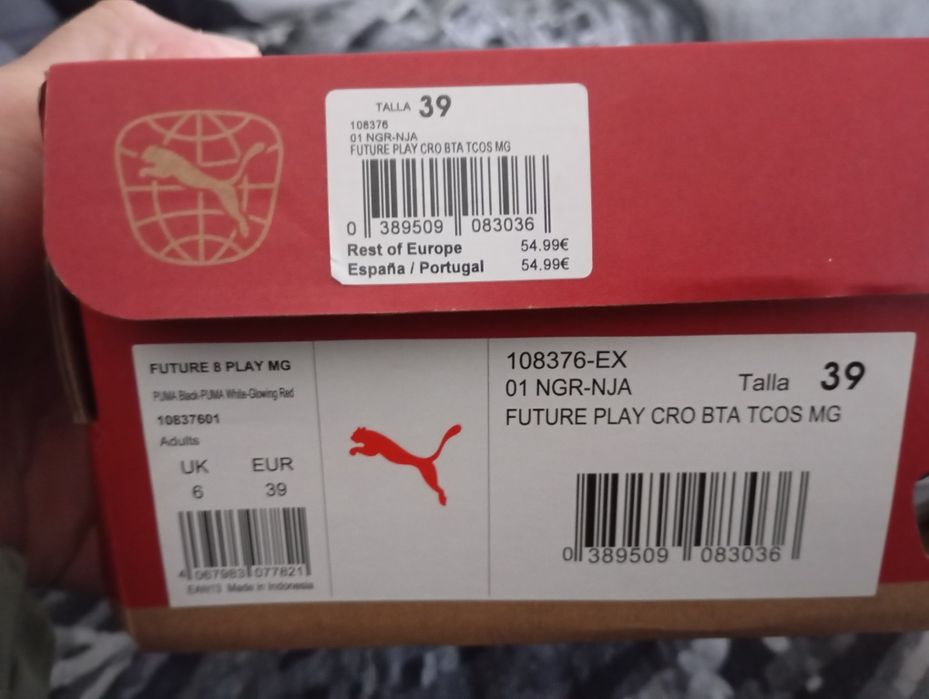 TALLA 39
108376
01 NGR-NJA
FUTURE PLAY CRO BTA TCOS MG
0 389509 083036
Rest of Europe 54.99€
España / Portugal 54.99€
FUTURE 8 PLAY MG
PUMA Black-PUMA White-Glowing Red
10837601
Adults
UK EUR
6 39
4 067983 077821
Made in Indonesia
108376-EX
01 NGR-NJA
Talla 39
FUTURE PLAY CRO BTA TCOS MG
0 389509 083036